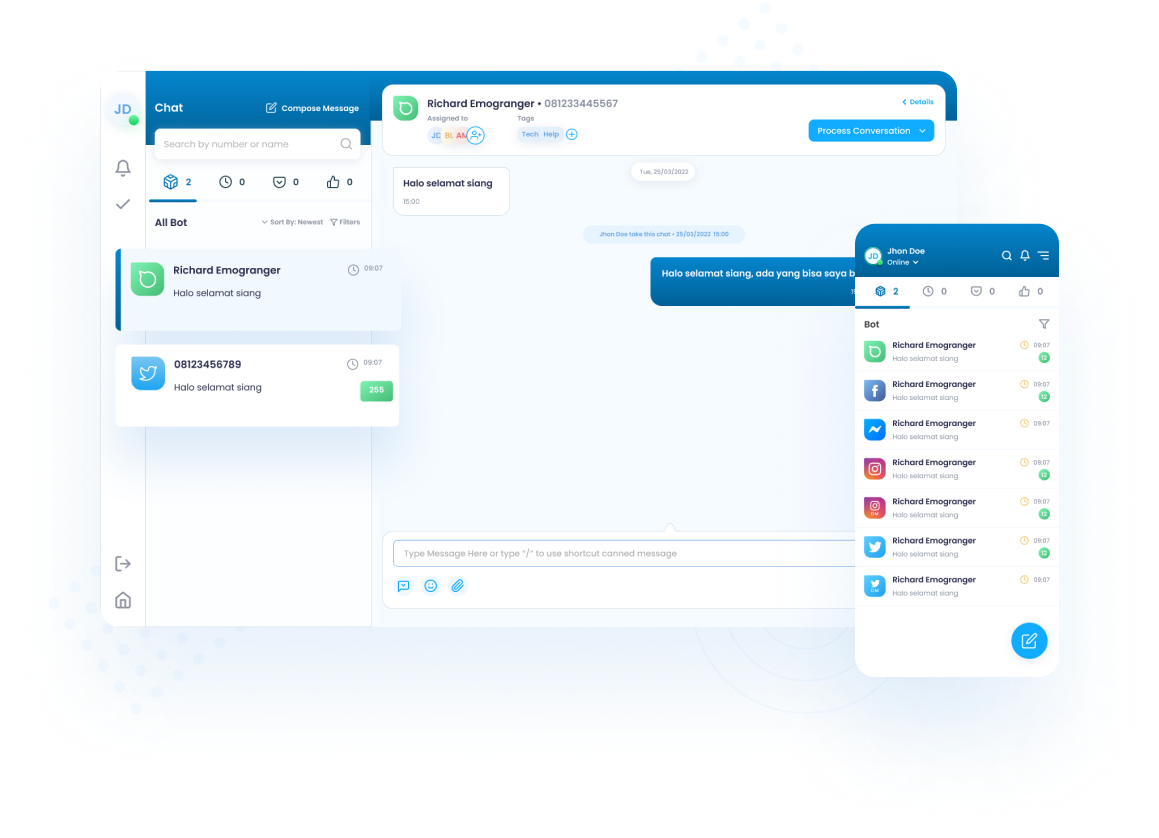 JD
Chat
Compose Message
Search by number or name
2
0
0
0
All Bot
Sort By: Newest
Filters
Richard Emogranger
09:07
Halo selamat siang
08123456789
09:07
Halo selamat siang
255
Richard Emogranger • 081233445567
Details
Assigned to
Tags
JD
BL
AM
Tech
Help
Process Conversation
Tue, 25/03/2022
Halo selamat siang
15:00
Jhon Doe take this chat • 25/03/2022 15:00
Halo selamat siang, ada yang bisa saya b
Type Message Here or type "/" to use shortcut canned message
JD
Jhon Doe
Online
2
0
0
0
Bot
Richard Emogranger
09:07
Halo selamat siang
12
Richard Emogranger
09:07
Halo selamat siang
12
Richard Emogranger
09:07
Halo selamat siang
Richard Emogranger
09:07
Halo selamat siang
12
Richard Emogranger
09:07
Halo selamat siang
12
DM
Richard Emogranger
09:07
Halo selamat siang
12
Richard Emogranger
09:07
Halo selamat siang
DM